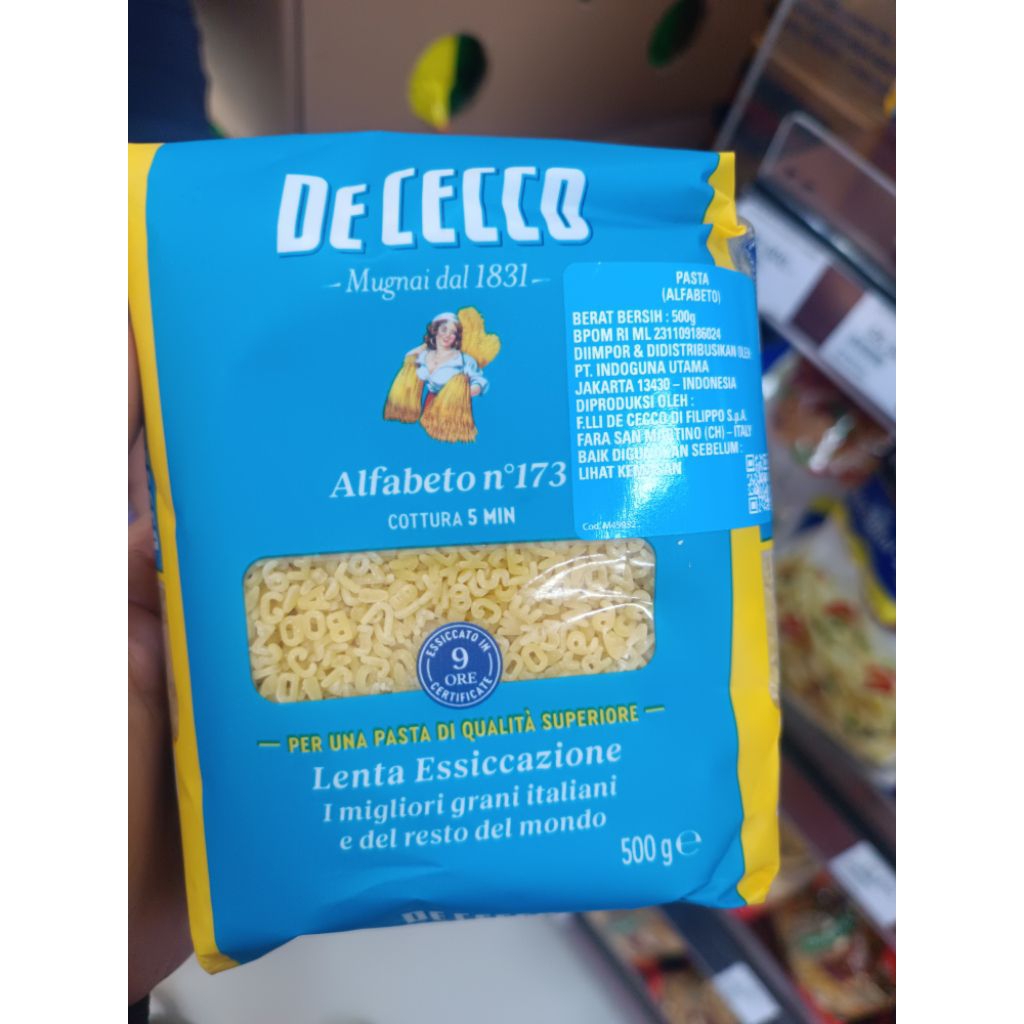 DE CECCO
Mugnai dal 1831
PASTA
(ALFABETO)
BERAT BERSIH : 500g
BPOM RI ML 231109186024
DIIMPOR & DIDISTRIBUSIKAN OLEH
PT. INDOGUNA UTAMA
JAKARTA 13430 – INDONESIA
DIPRODUKSI OLEH :
F.LLI DE CECCO DI FILIPPO S.p.A.
FARA SAN MARTINO (CH) – ITALY
BAIK DIGUNAKAN SEBELUM :
LIHAT KEMASAN
Alfabeto n°173
COTTURA 5 MIN
ESSICCATO IN
9
ORE
CERTIFICATE
PER UNA PASTA DI QUALITÀ SUPERIORE
Lenta Essiccazione
I migliori grani italiani
e del resto del mondo
500 g e
DE CECCO